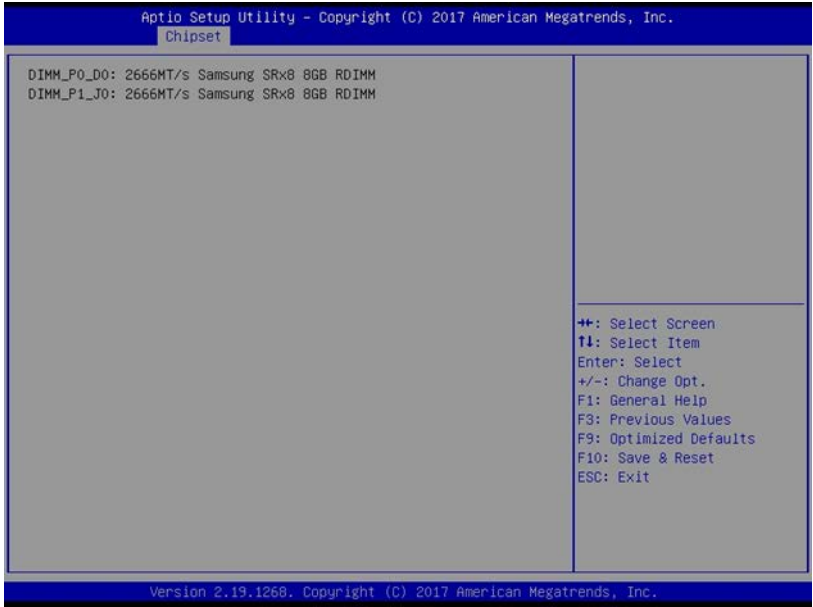 Aptio Setup Utility – Copyright (C) 2017 American Megatrends, Inc.
Chipset
DIMM_P0_D0: 2666MT/s Samsung SRx8 8GB RDIMM
DIMM_P1_J0: 2666MT/s Samsung SRx8 8GB RDIMM
→←: Select Screen
↑↓: Select Item
Enter: Select
+/-: Change Opt.
F1: General Help
F3: Previous Values
F9: Optimized Defaults
F10: Save & Reset
ESC: Exit
Version 2.19.1268. Copyright (C) 2017 American Megatrends, Inc.